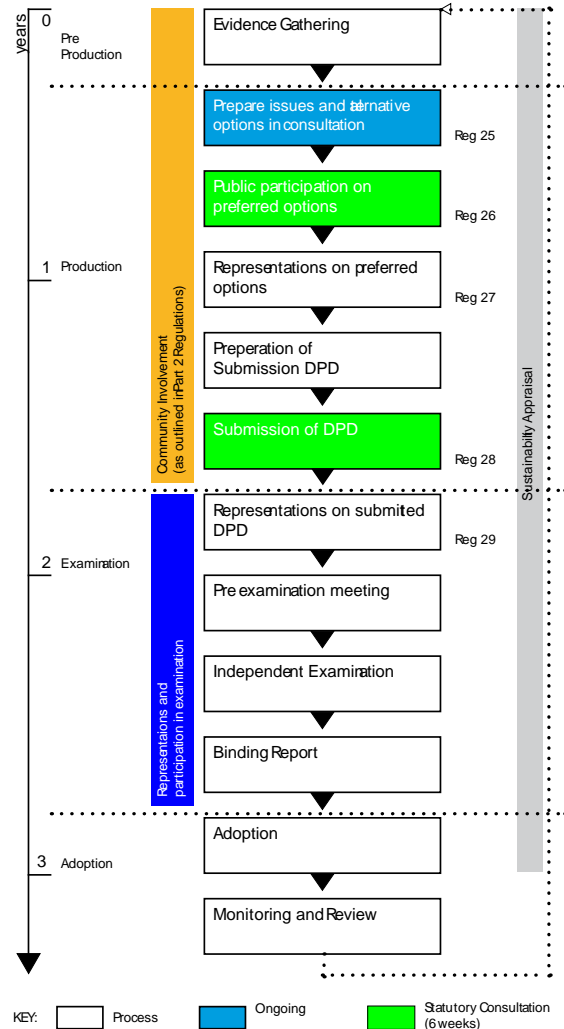 years
0
Pre
Production
Evidence Gathering
Prepare issues and alternative
options in consultation
Reg 25
Public participation on
preferred options
Reg 26
1
Production
Representations on preferred
options
Reg 27
Preperation of
Submission DPD
Community Involvement
(as outlined in Part 2 Regulations)
Submission of DPD
Reg 28
Sustainability Appraisal
Representations on submitted
DPD
Reg 29
2
Examination
Pre examination meeting
Independent Examination
Representaions and
participation in examination
Binding Report
Adoption
3
Adoption
Monitoring and Review
KEY:
Process
Ongoing
Statutory Consultation
(6 weeks)